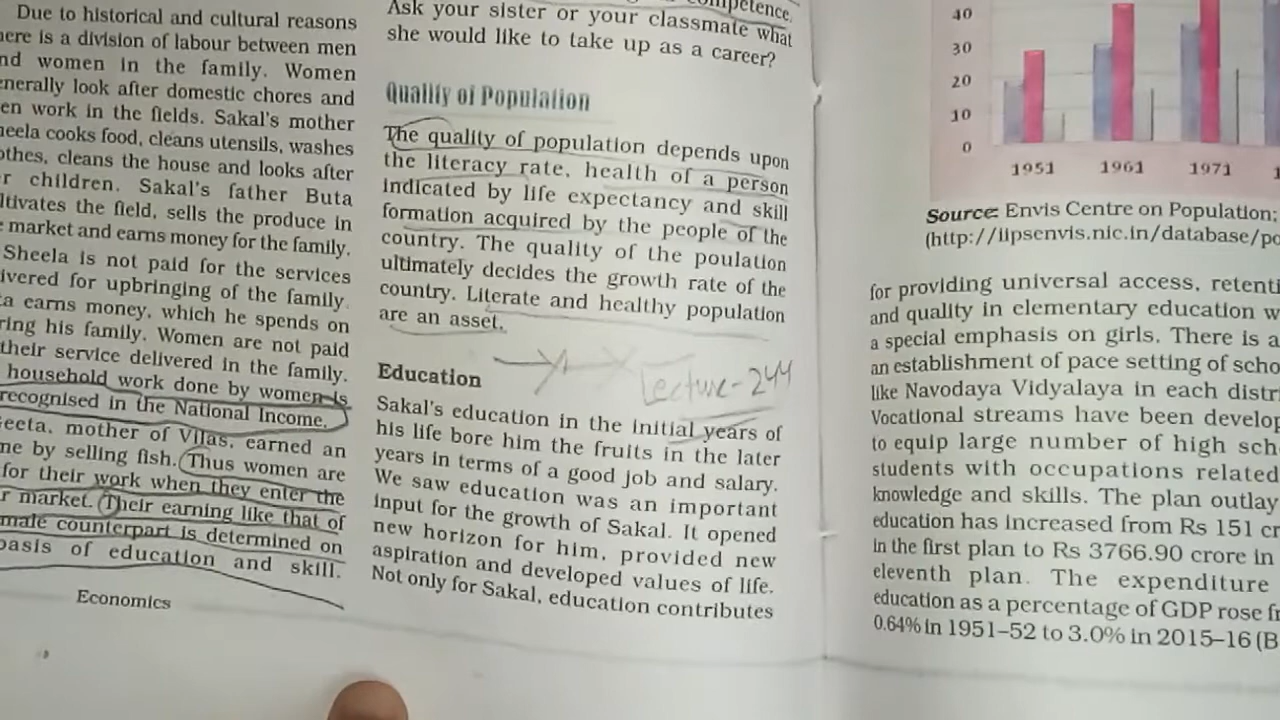 Due to historical and cultural reasons
here is a division of labour between men
nd women in the family. Women
enerally look after domestic chores and
en work in the fields. Sakal's mother
heela cooks food, cleans utensils, washes
othes, cleans the house and looks after
r children. Sakal's father Buta
ltivates the field, sells the produce in
e market and earns money for the family.
Sheela is not paid for the services
ivered for upbringing of the family.
ta earns money, which he spends on
ring his family. Women are not paid
their service delivered in the family.
household work done by women is
recognised in the National Income.
Geeta, mother of Vilas, earned an
me by selling fish. Thus women are
for their work when they enter the
r market. Their earning like that of
male counterpart is determined on
basis of education and skill.
Economics
competence.
Ask your sister or your classmate what
she would like to take up as a career?
Quality of Population
The quality of population depends upon
the literacy rate, health of a person
indicated by life expectancy and skill
formation acquired by the people of the
country. The quality of the poulation
ultimately decides the growth rate of the
country. Literate and healthy population
are an asset.
Lecture-244
Education
Sakal's education in the initial years of
his life bore him the fruits in the later
years in terms of a good job and salary.
We saw education was an important
input for the growth of Sakal. It opened
new horizon for him, provided new
aspiration and developed values of life.
Not only for Sakal, education contributes
40
30
20
10
0
1951 1961 1971 1
Source: Envis Centre on Population;
(http://iipsenvis.nic.in/database/po
for providing universal access, retenti
and quality in elementary education w
a special emphasis on girls. There is a
an establishment of pace setting of scho
like Navodaya Vidyalaya in each distri
Vocational streams have been develop
to equip large number of high sch
students with occupations related
knowledge and skills. The plan outlay
education has increased from Rs 151 cr
in the first plan to Rs 3766.90 crore in
eleventh plan. The expenditure
education as a percentage of GDP rose fr
0.64% in 1951–52 to 3.0% in 2015–16 (B